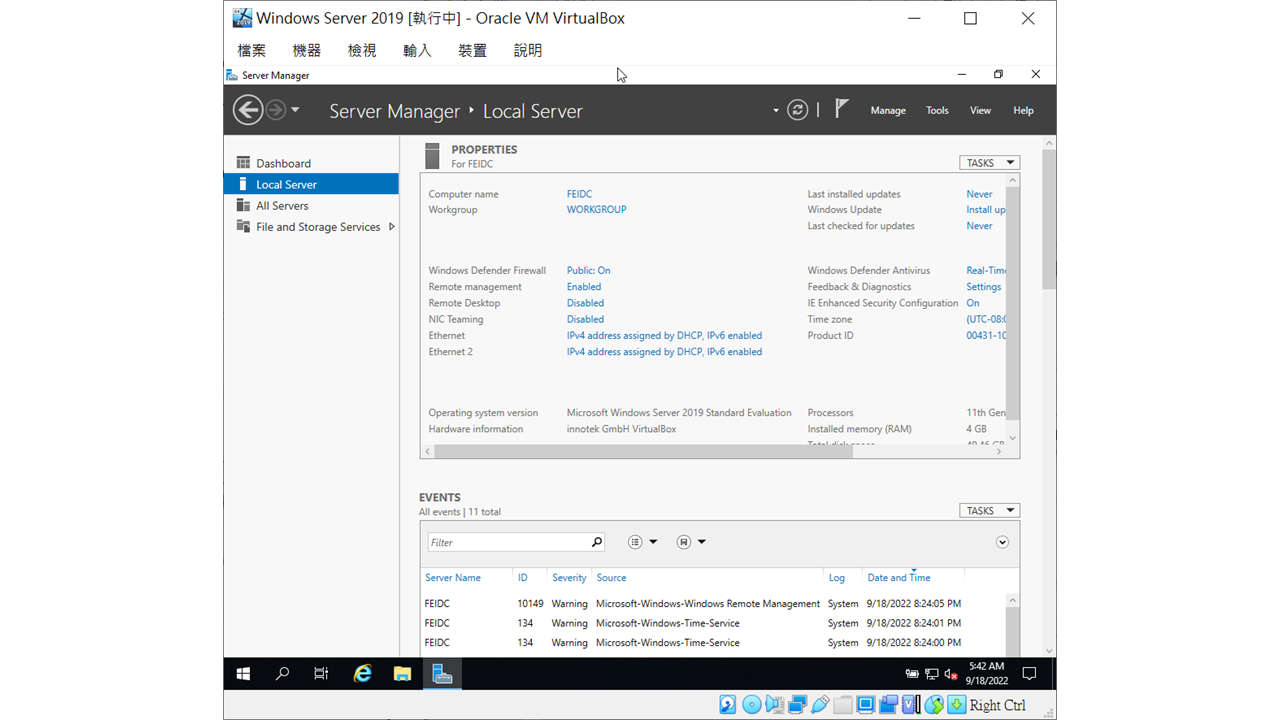 Windows Server 2019 [執行中] - Oracle VM VirtualBox
檔案 機器 檢視 輸入 裝置 說明
Server Manager
Server Manager ‣ Local Server
Manage Tools View Help
Dashboard
Local Server
All Servers
File and Storage Services
PROPERTIES
For FEIDC
TASKS
Computer name FEIDC Last installed updates Never
Workgroup WORKGROUP Windows Update Install up
Last checked for updates Never
Windows Defender Firewall Public: On Windows Defender Antivirus Real-Time
Remote management Enabled Feedback & Diagnostics Settings
Remote Desktop Disabled IE Enhanced Security Configuration On
NIC Teaming Disabled Time zone (UTC-08:0
Ethernet IPv4 address assigned by DHCP, IPv6 enabled Product ID 00431-10
Ethernet 2 IPv4 address assigned by DHCP, IPv6 enabled
Operating system version Microsoft Windows Server 2019 Standard Evaluation Processors 11th Gen
Hardware information innotek GmbH VirtualBox Installed memory (RAM) 4 GB
Total disk space 49.46 GB
EVENTS
All events | 11 total
TASKS
Filter
Server Name ID Severity Source Log Date and Time
FEIDC 10149 Warning Microsoft-Windows-Windows Remote Management System 9/18/2022 8:24:05 PM
FEIDC 134 Warning Microsoft-Windows-Time-Service System 9/18/2022 8:24:01 PM
FEIDC 134 Warning Microsoft-Windows-Time-Service System 9/18/2022 8:24:00 PM
5:42 AM
9/18/2022
Right Ctrl